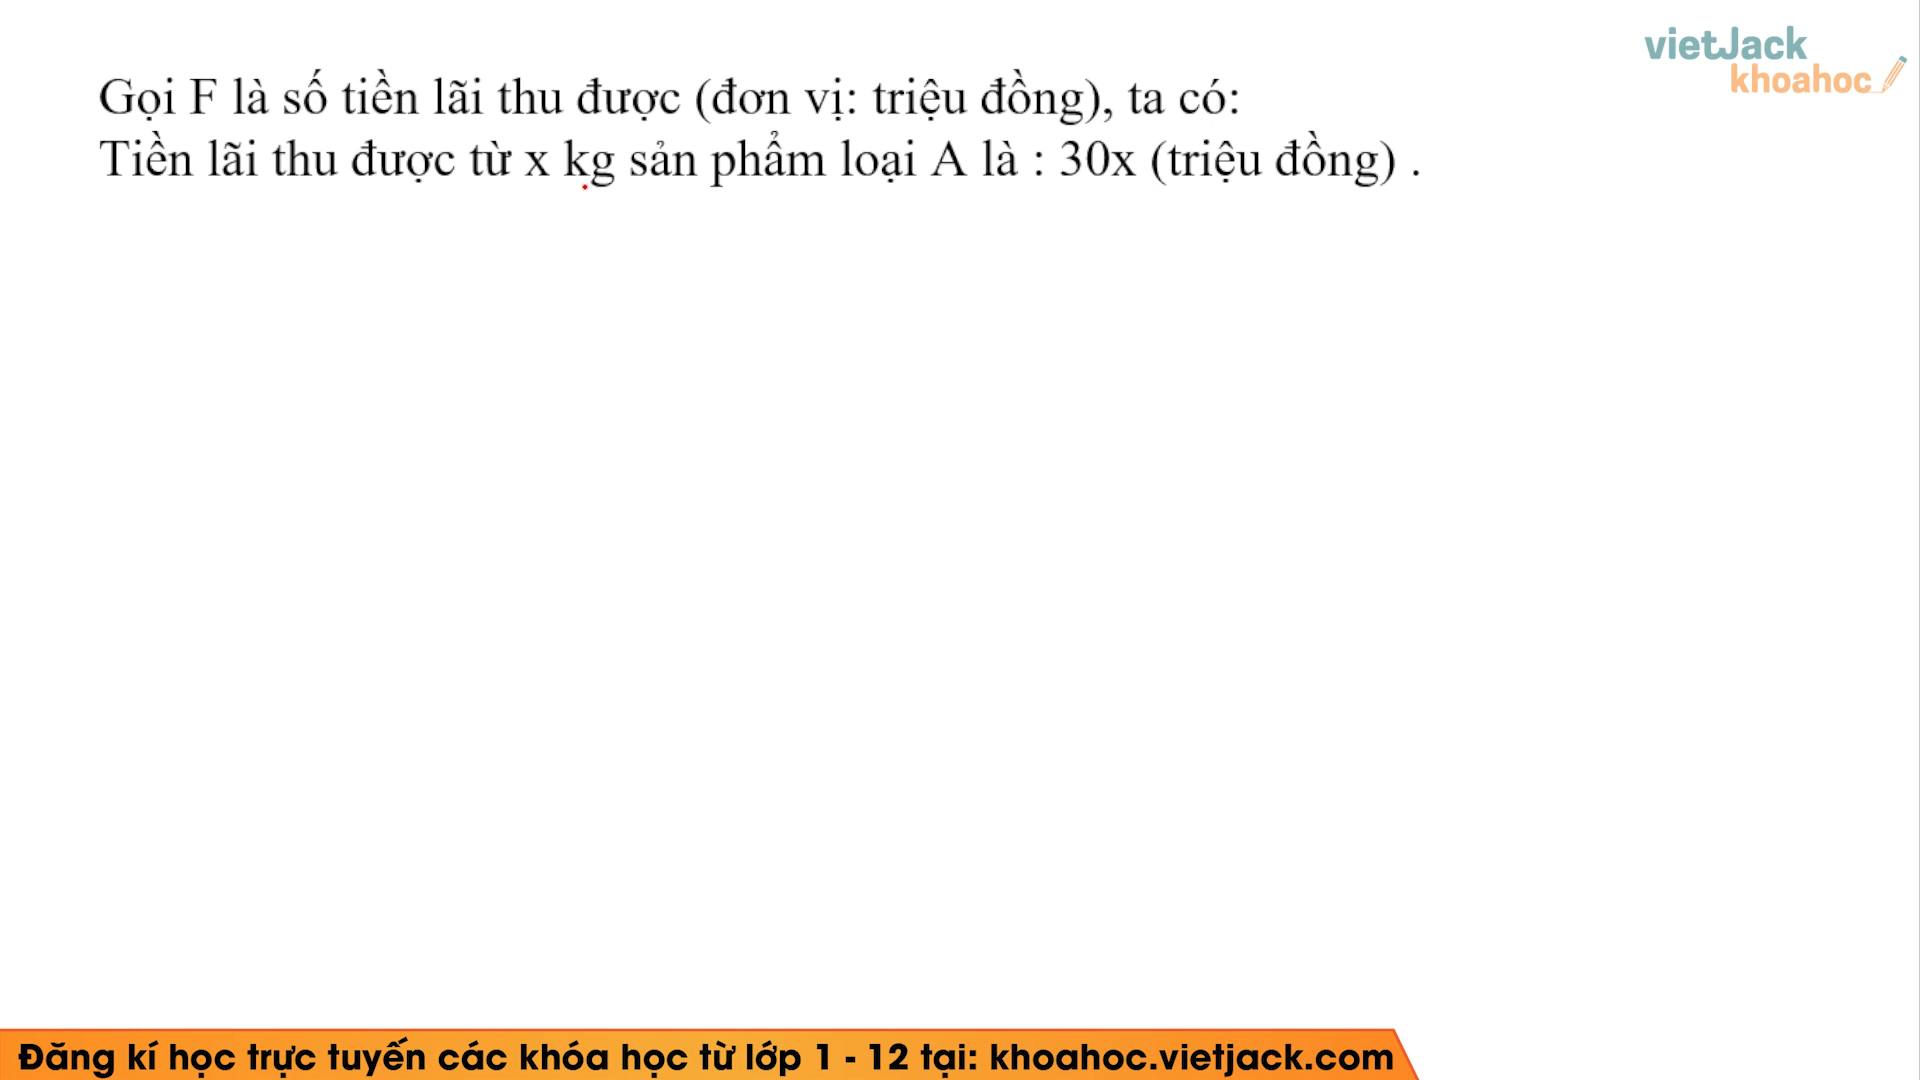 vietJack
khoahoc
Gọi F là số tiền lãi thu được (đơn vị: triệu đồng), ta có:
Tiền lãi thu được từ x kg sản phẩm loại A là : 30x (triệu đồng) .
Đăng kí học trực tuyến các khóa học từ lớp 1 - 12 tại: khoahoc.vietjack.com